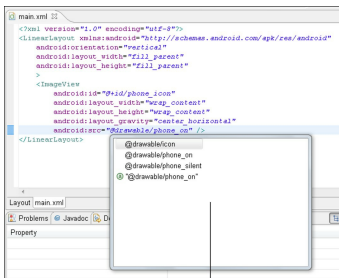 main.xml
<?xml version="1.0" encoding="utf-8"?>
<LinearLayout xmlns:android="http://schemas.android.com/apk/res/android"
android:orientation="vertical"
android:layout_width="fill_parent"
android:layout_height="fill_parent"
>
<ImageView
android:id="@+id/phone_icon"
android:layout_width="wrap_content"
android:layout_height="wrap_content"
android:layout_gravity="center_horizontal"
android:src="@drawable/phone_on" />
</LinearLayout>
@drawable/icon
@drawable/phone_on
@drawable/phone_silent
"@drawable/phone_on"
Layout main.xml
Problems @ Javadoc
Property